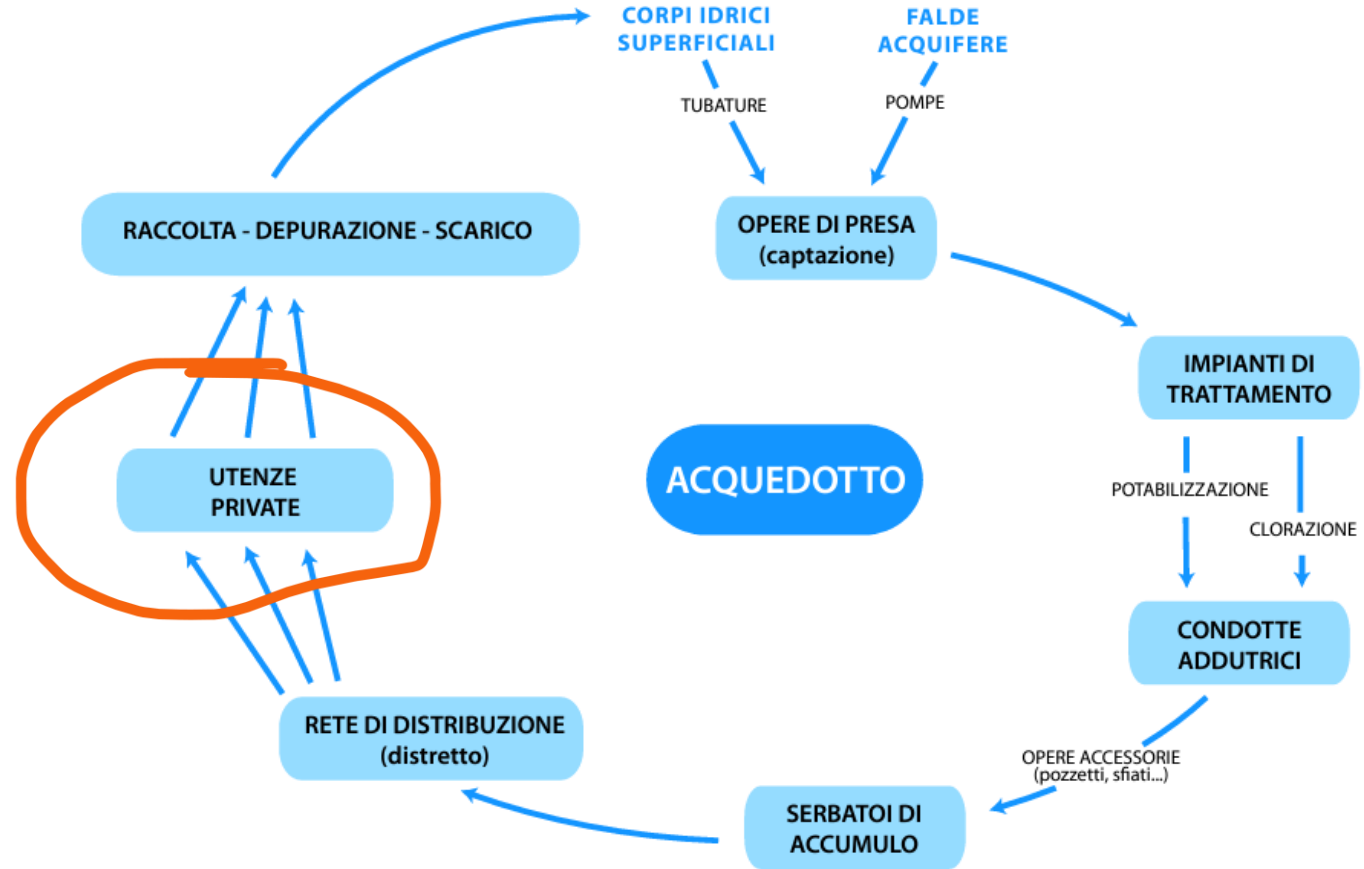 CORPI IDRICI
SUPERFICIALI
FALDE
ACQUIFERE
TUBATURE
POMPE
RACCOLTA - DEPURAZIONE - SCARICO
OPERE DI PRESA
(captazione)
IMPIANTI DI
TRATTAMENTO
UTENZE
PRIVATE
ACQUEDOTTO
POTABILIZZAZIONE
CLORAZIONE
CONDOTTE
ADDUTRICI
RETE DI DISTRIBUZIONE
(distretto)
OPERE ACCESSORIE
(pozzetti, sfiati...)
SERBATOI DI
ACCUMULO